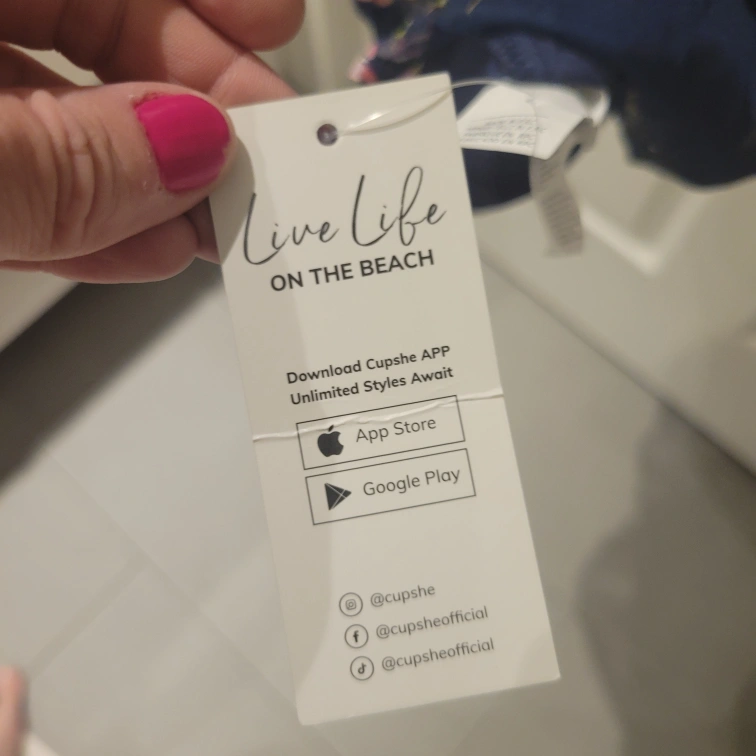 Live Life
ON THE BEACH
Download Cupshe APP
Unlimited Styles Await
App Store
Google Play
@cupshe
@cupsheofficial
@cupsheofficial